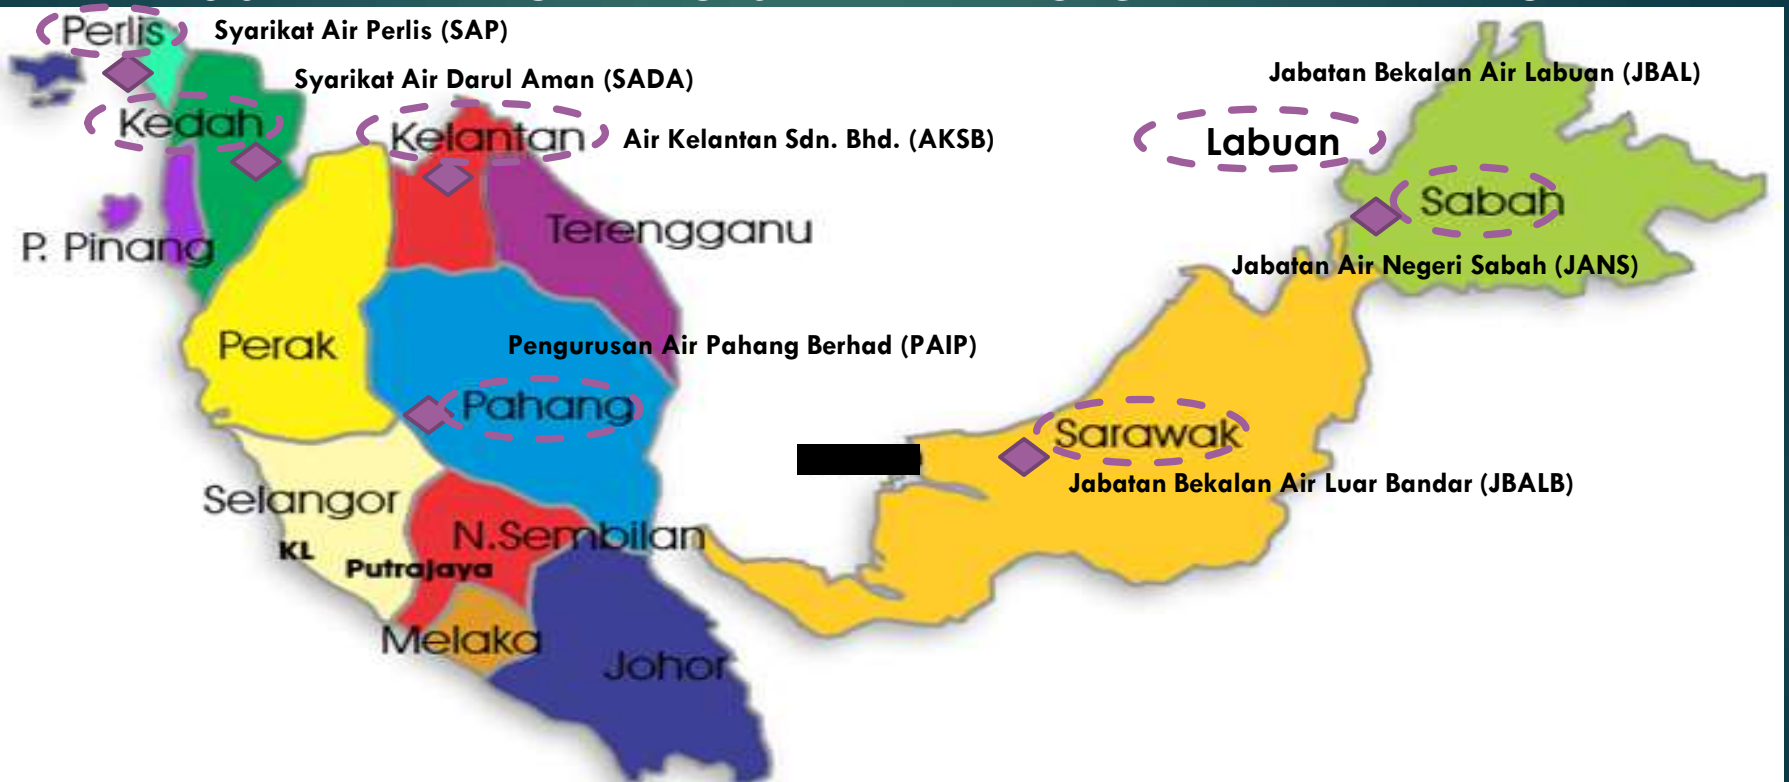 Perlis
Syarikat Air Perlis (SAP)
Syarikat Air Darul Aman (SADA)
Jabatan Bekalan Air Labuan (JBAL)
Kedah
Kelantan
Air Kelantan Sdn. Bhd. (AKSB)
Labuan
Sabah
Terengganu
P. Pinang
Jabatan Air Negeri Sabah (JANS)
Perak
Pengurusan Air Pahang Berhad (PAIP)
Pahang
Sarawak
Jabatan Bekalan Air Luar Bandar (JBALB)
Selangor
N.Sembilan
KL
Putrajaya
Melaka
Johor